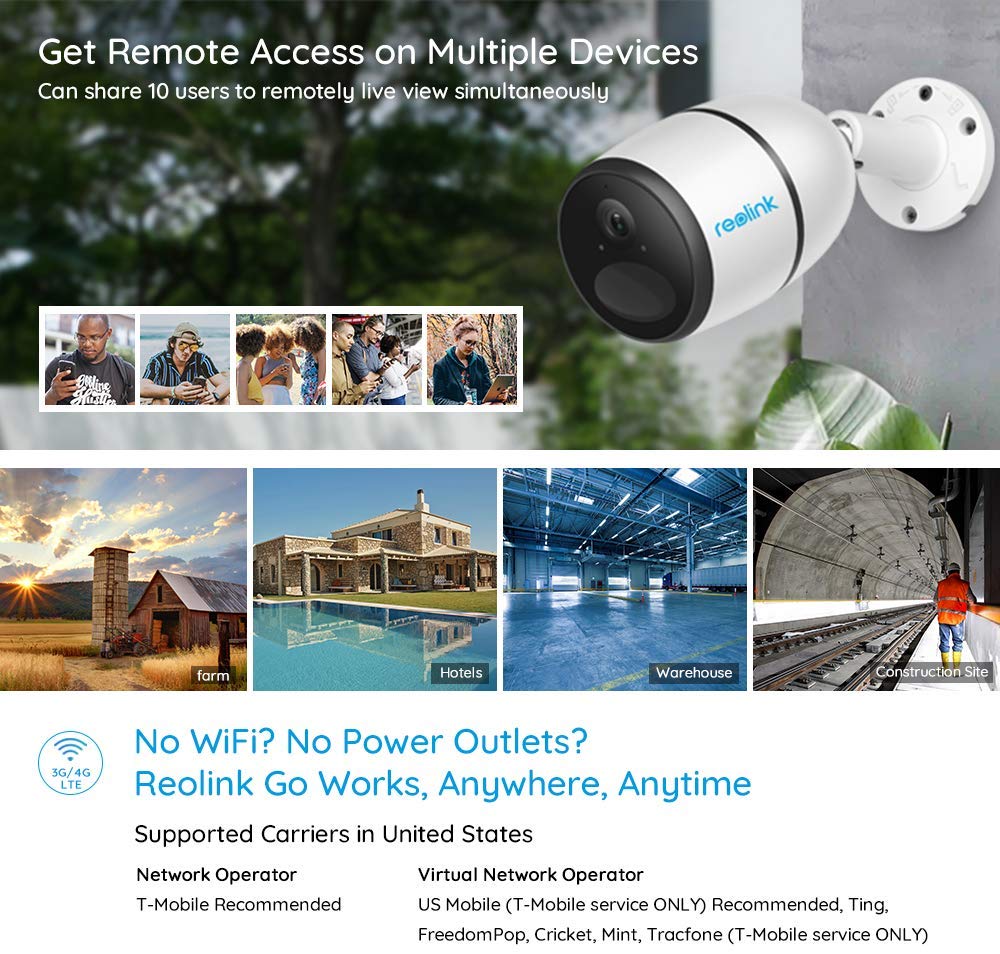 Get Remote Access on Multiple Devices
Can share 10 users to remotely live view simultaneously
reolink
farm
Hotels
Warehouse
Construction Site
3G/4G
LTE
No WiFi? No Power Outlets?
Reolink Go Works, Anywhere, Anytime
Supported Carriers in United States
Network Operator
T-Mobile Recommended
Virtual Network Operator
US Mobile (T-Mobile service ONLY) Recommended, Ting,
FreedomPop, Cricket, Mint, Tracfone (T-Mobile service ONLY)